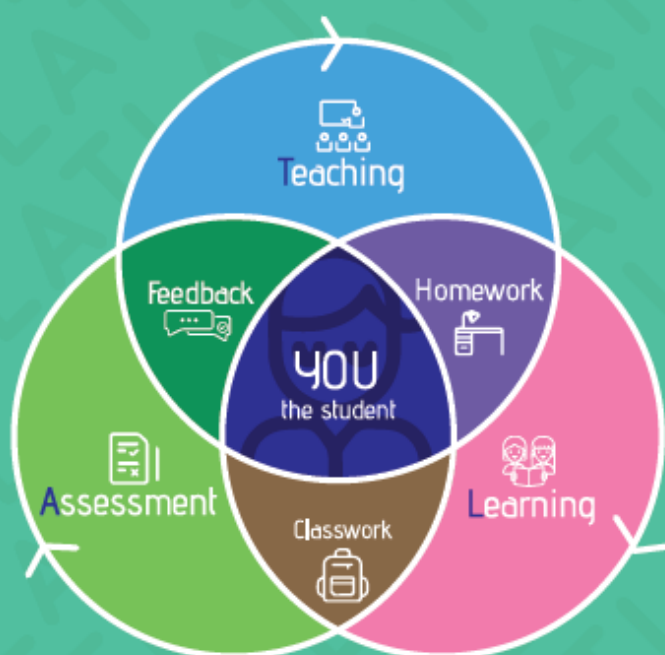 Teaching
Feedback
Homework
YOU
the student
Assessment
Learning
Classwork